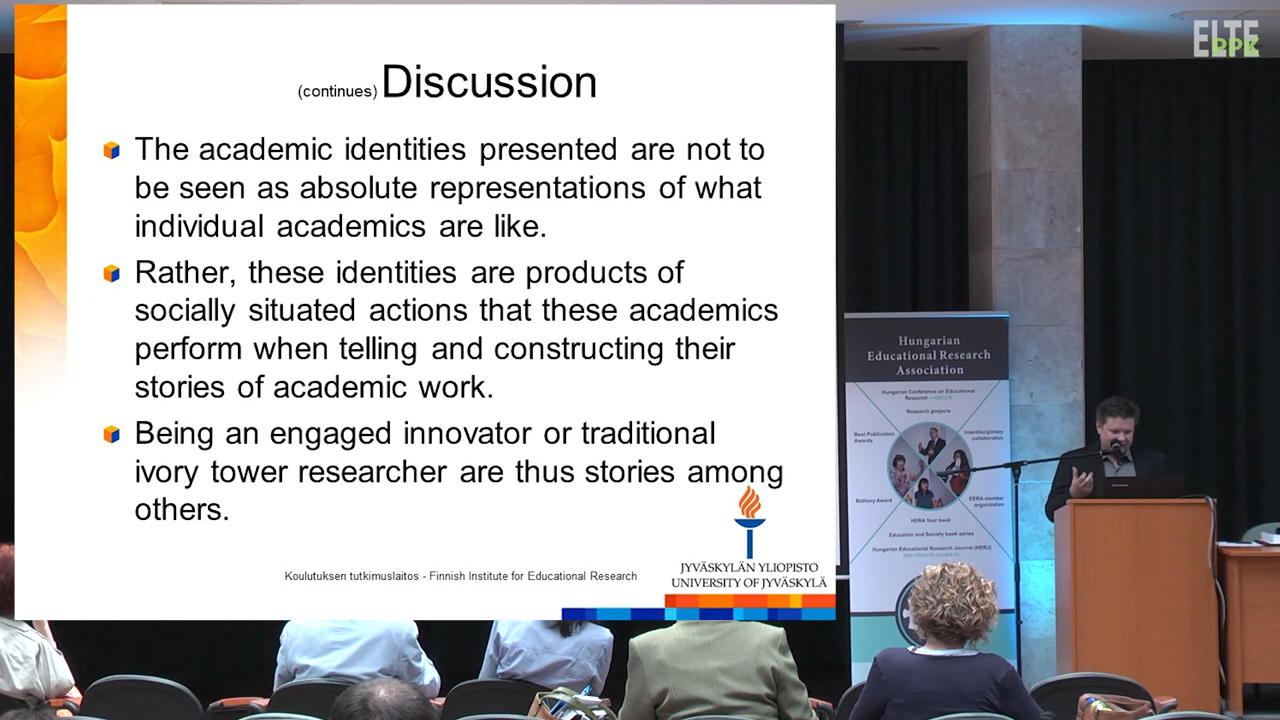 (continues) Discussion
The academic identities presented are not to
be seen as absolute representations of what
individual academics are like.
Rather, these identities are products of
socially situated actions that these academics
perform when telling and constructing their
stories of academic work.
Being an engaged innovator or traditional
ivory tower researcher are thus stories among
others.
Koulutuksen tutkimuslaitos - Finnish Institute for Educational Research
JYVÄSKYLÄN YLIOPISTO
UNIVERSITY OF JYVÄSKYLÄ
ELTE
PPK
Hungarian
Educational Research
Association
Hungarian Conference on Educational
Research -
Research projects
Best Publication
Awards
Interdisciplinary
collaboration
Bathory Award
EERA member
organization
HERA Year book
Education and Society book series
Hungarian Educational Research Journal (HERJ)